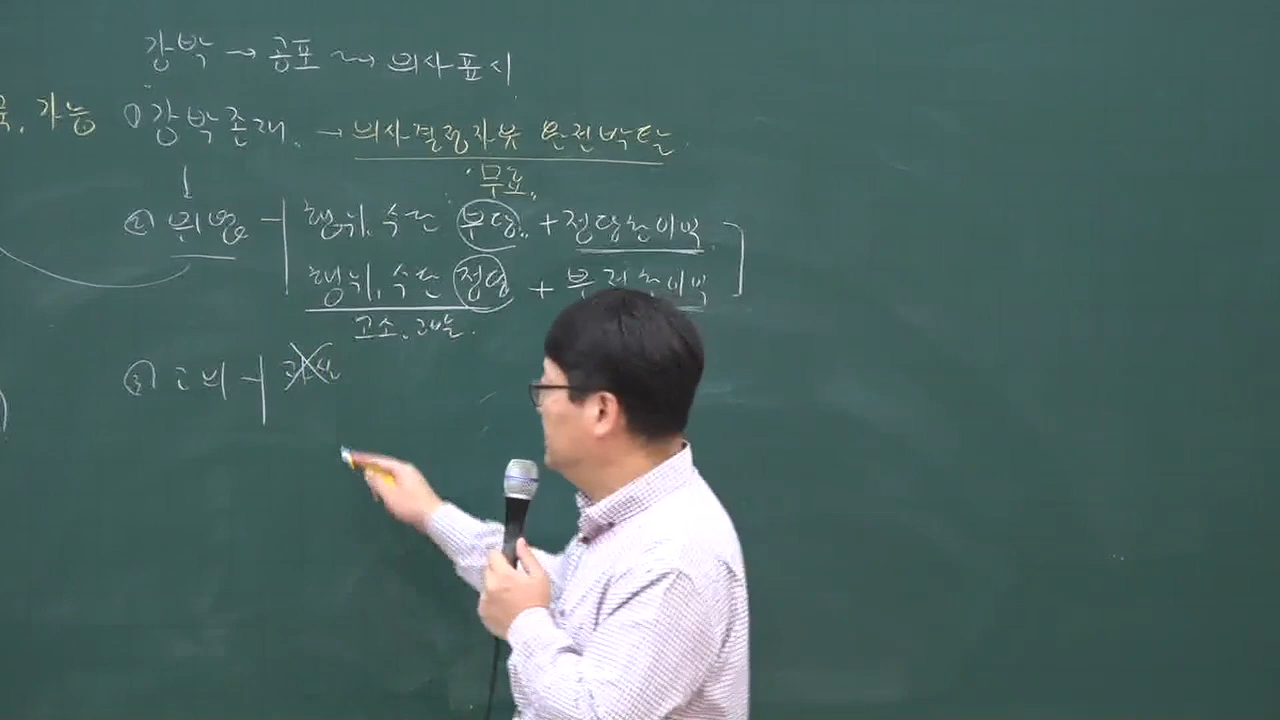 강박 → 공포 ⇝ 의사표시
가능 ① 강박존재. → 의사결정자유 완전박탈
무효.
② 위법 행위, 수단 부당. + 정당한이익
행위, 수단 정당 + 부정한이익
고소, 고발.
③ 고의 과실